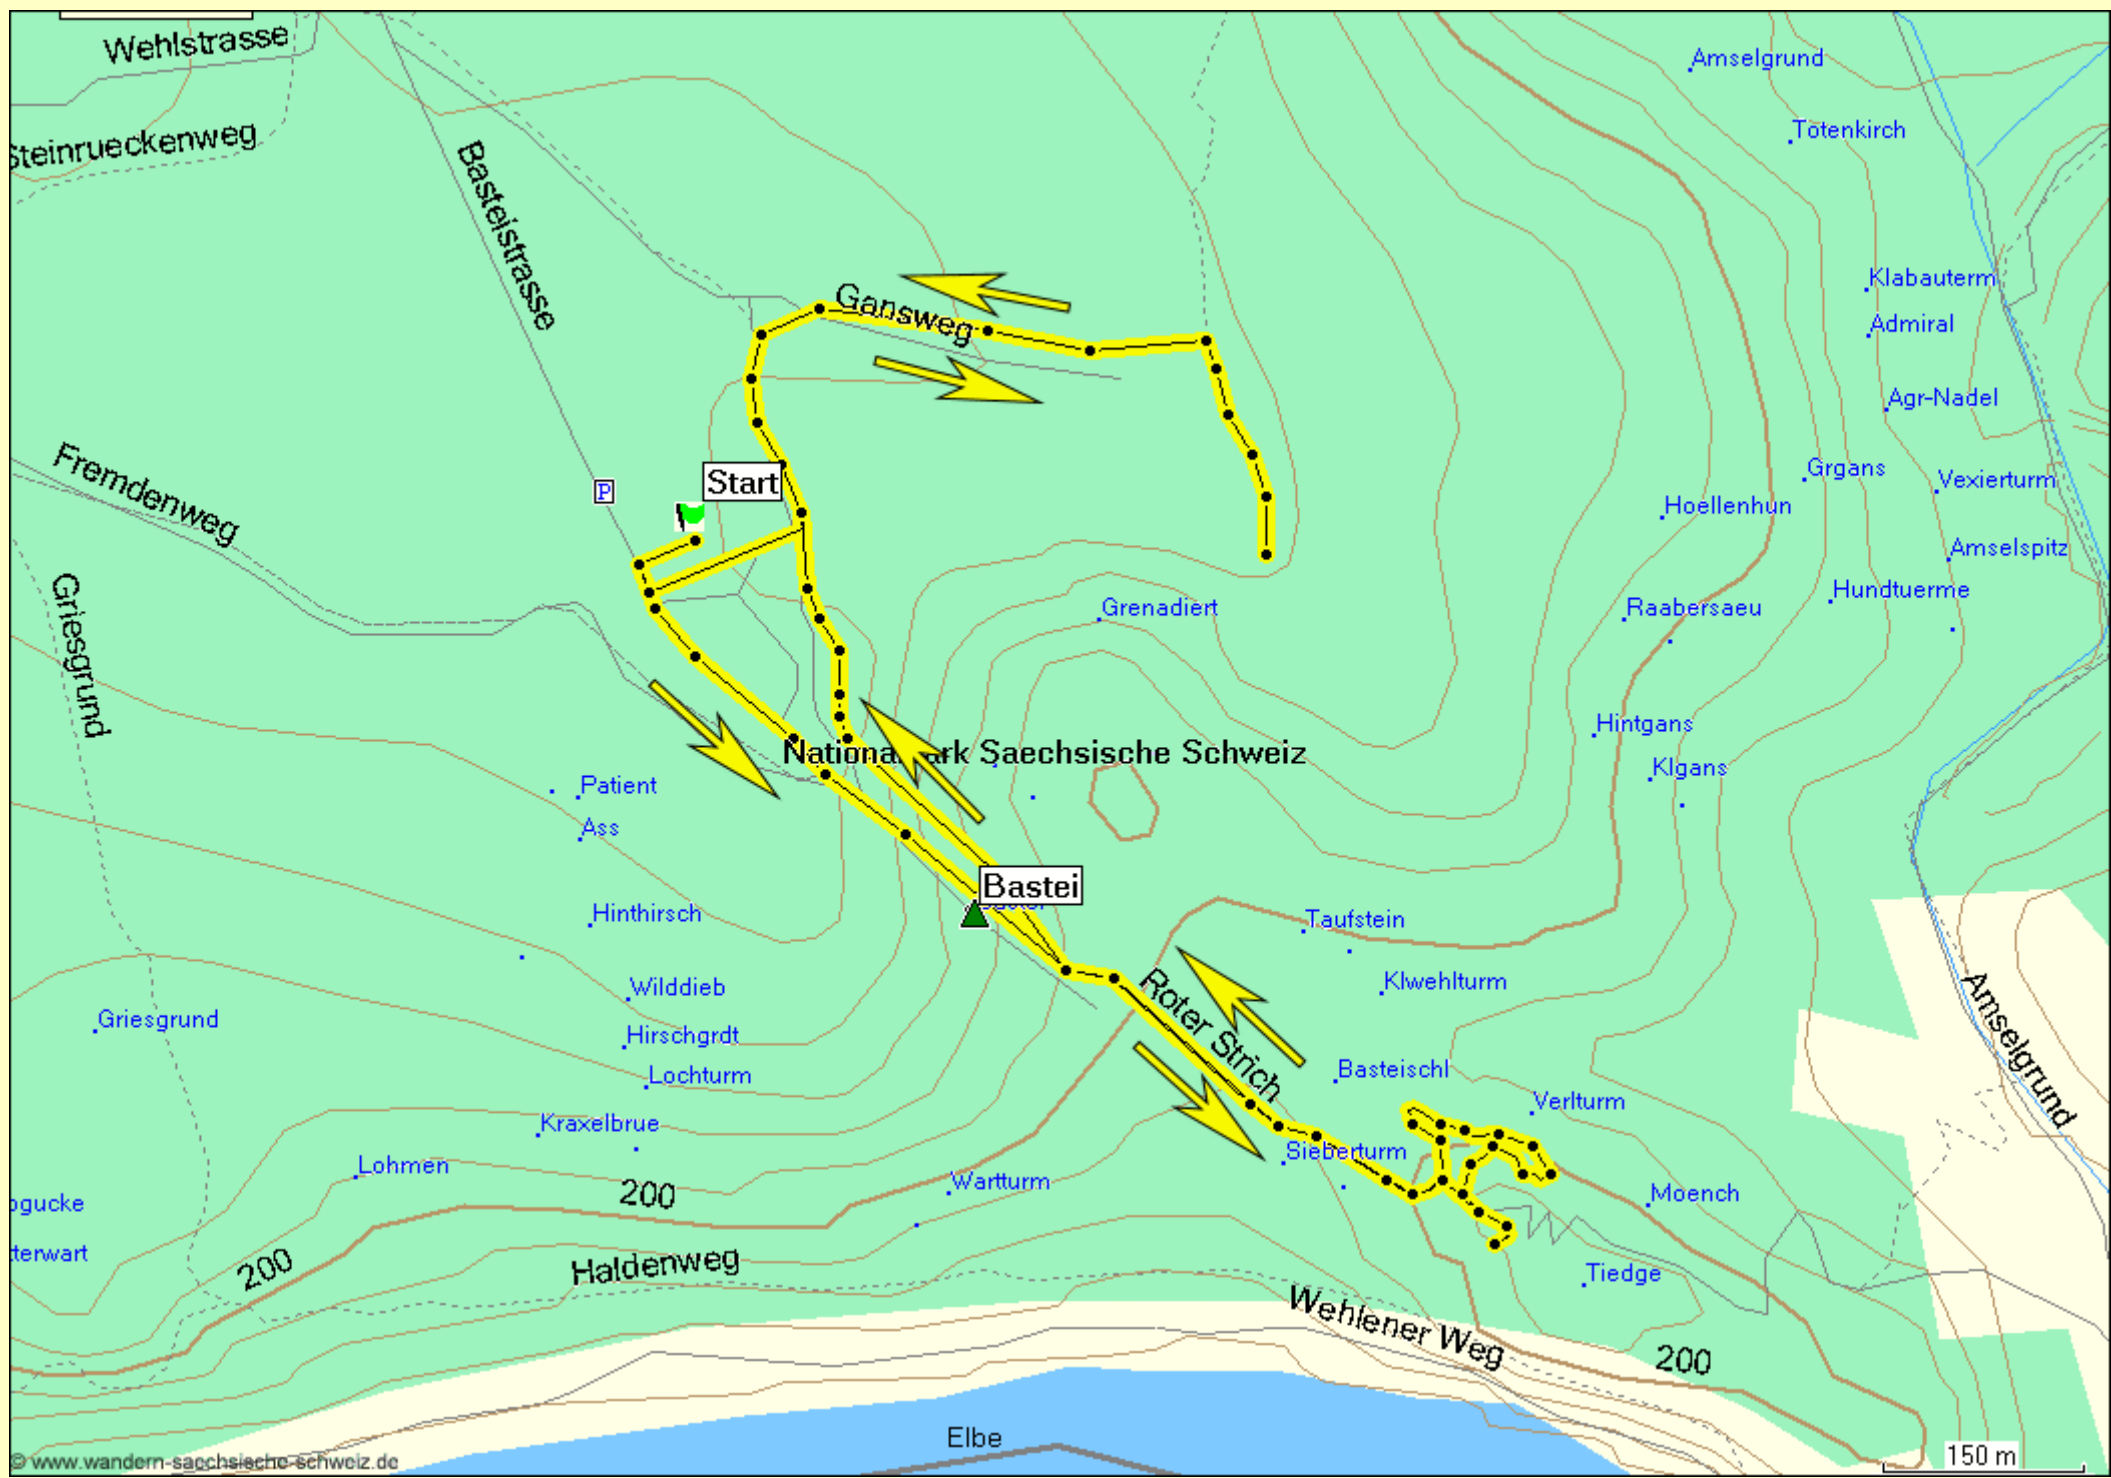 Wehlstrasse
Amselgrund
Totenkirch
Steinrueckenweg
Basteistrasse
Klabauterm
Gansweg
Admiral
Agr-Nadel
Fremdenweg
Start
P
Grgans
Vexierturm
Hoellenhun
Amselspitz
Griesgrund
Grenadiert
Raabersaeu
Hundtuerme
Hintgans
Nationalpark Saechsische Schweiz
Klgans
Patient
Ass
Bastei
Hinthirsch
Taufstein
Wilddieb
Roter Strich
Klwehlturm
Griesgrund
Hirschgrdt
Amselgrund
Lochturm
Basteischl
Verlturm
Kraxelbrue
Sieberturm
Lohmen
Wartturm
Moench
200
ogucke
terwart
200
Haldenweg
Tiedge
Wehlener Weg
200
Elbe
150 m
© www.wandern-saechsische-schweiz.de